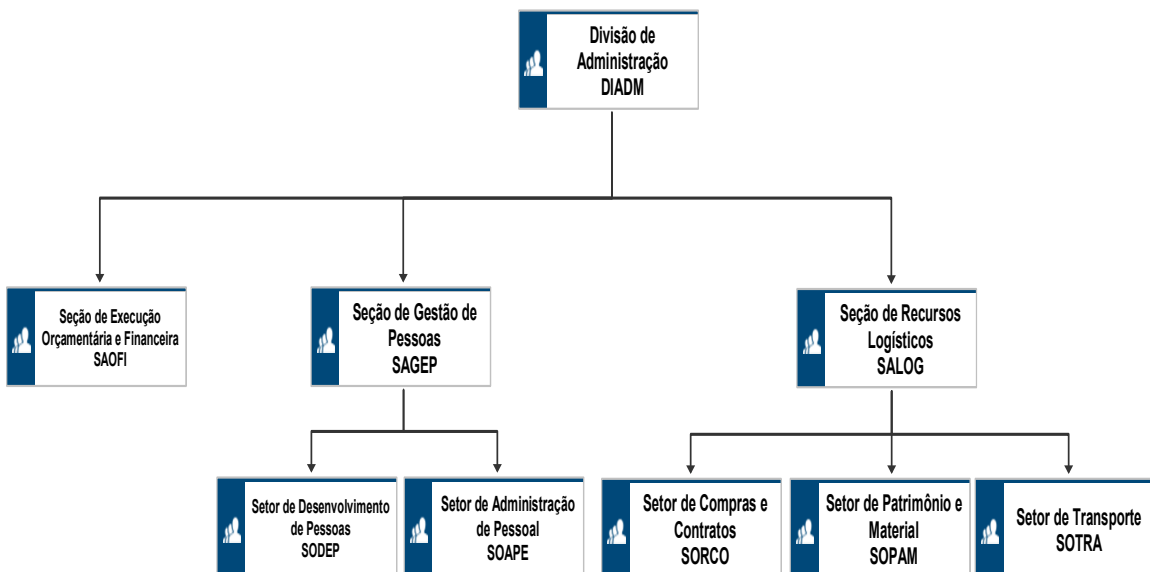 Divisão de
Administração
DIADM
Seção de Execução
Orçamentária e Financeira
SAOFI
Seção de Gestão de
Pessoas
SAGEP
Seção de Recursos
Logísticos
SALOG
Setor de Desenvolvimento
de Pessoas
SODEP
Setor de Administração
de Pessoal
SOAPE
Setor de Compras e
Contratos
SORCO
Setor de Patrimônio e
Material
SOPAM
Setor de Transporte
SOTRA